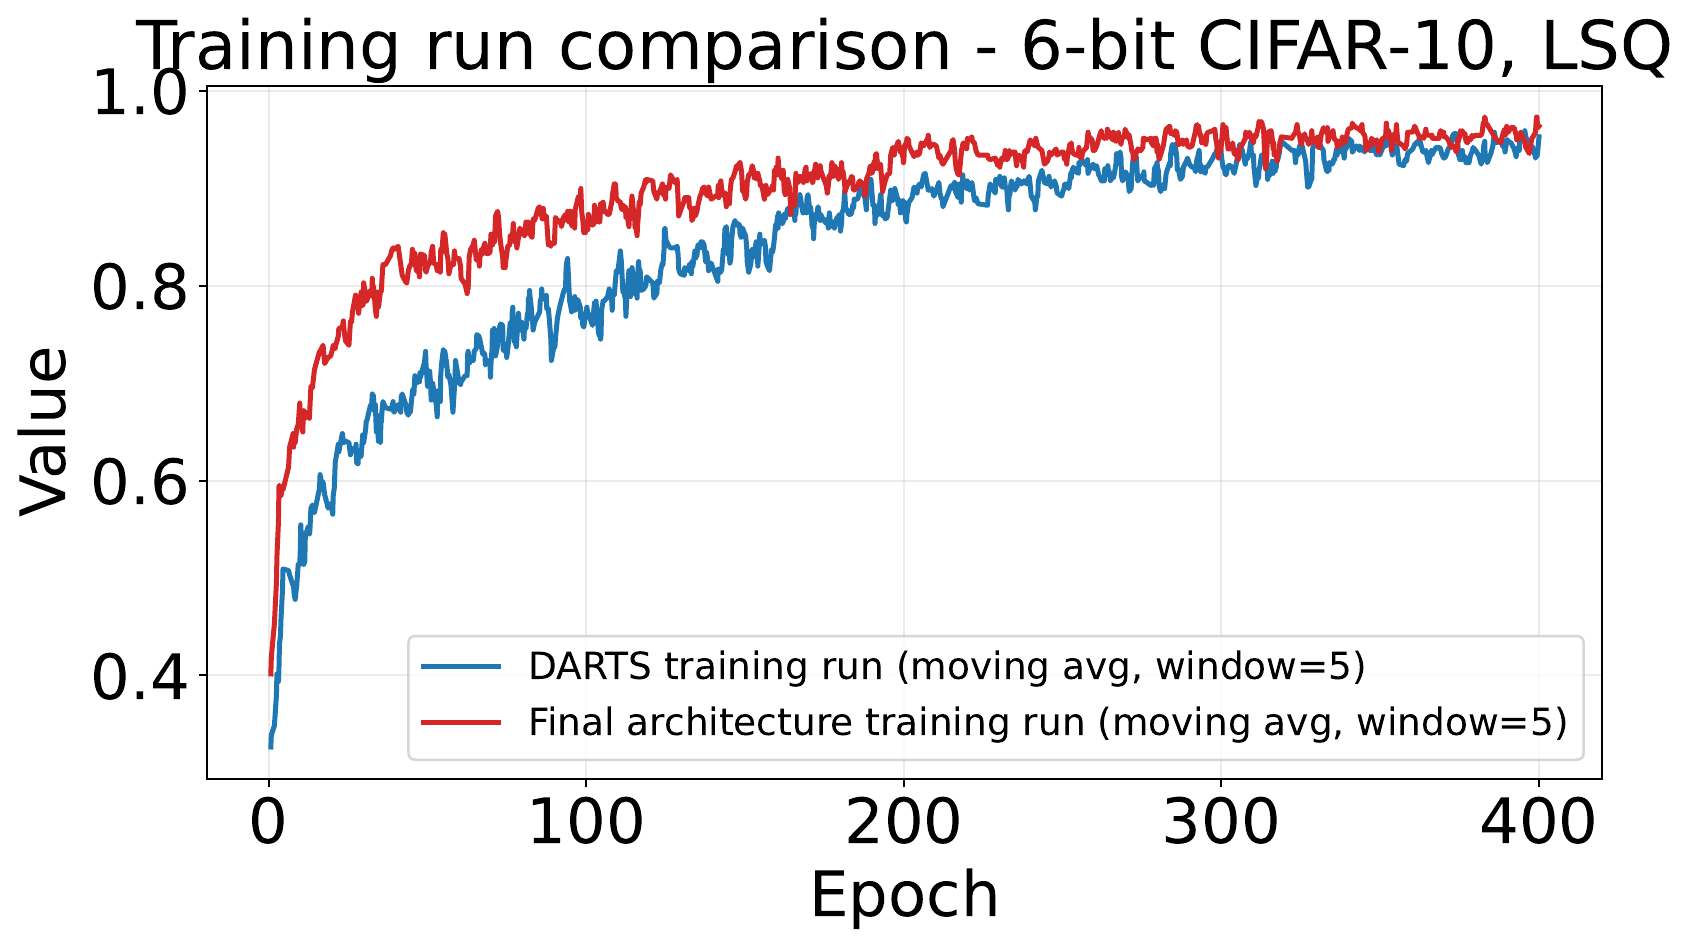 Training run comparison - 6-bit CIFAR-10, LSQ
1.0
0.8
0.6
0.4
Value
DARTS training run (moving avg, window=5)
Final architecture training run (moving avg, window=5)
0 100 200 300 400
Epoch